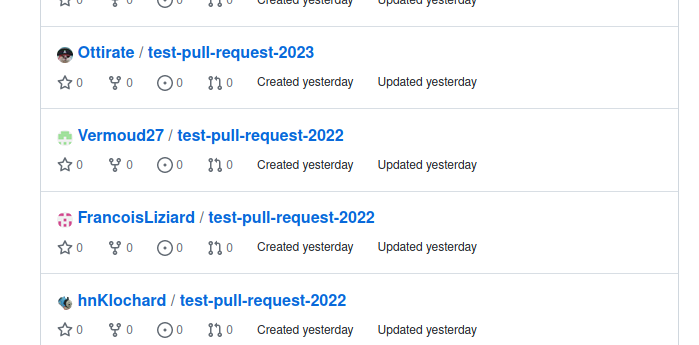 0 0 0 0 Created yesterday Updated yesterday
Ottirate / test-pull-request-2023
0 0 0 0 Created yesterday Updated yesterday
Vermoud27 / test-pull-request-2022
0 0 0 0 Created yesterday Updated yesterday
FrancoisLiziard / test-pull-request-2022
0 0 0 0 Created yesterday Updated yesterday
hnKlochard / test-pull-request-2022
0 0 0 0 Created yesterday Updated yesterday